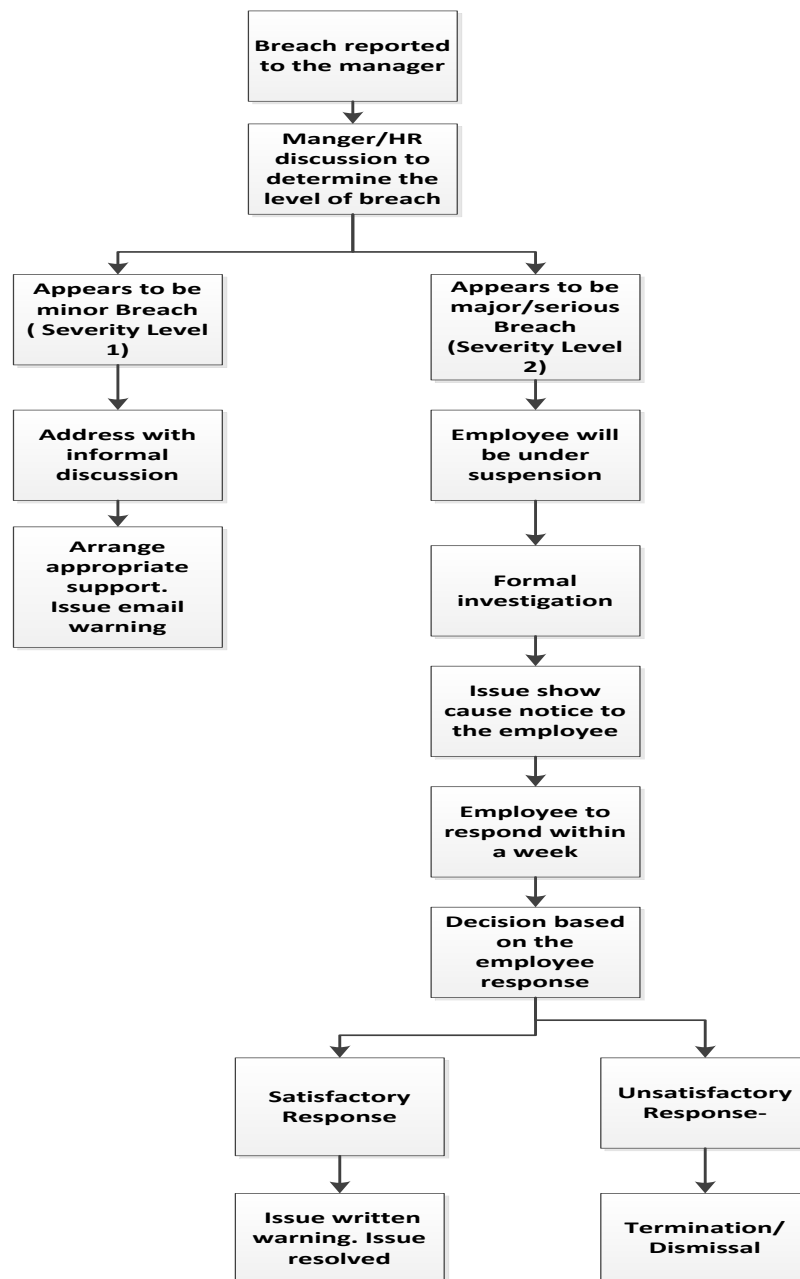 Breach reported
to the manager
Manger/HR
discussion to
determine the
level of breach
Appears to be
minor Breach
( Severity Level
1)
Address with
informal
discussion
Arrange
appropriate
support.
Issue email
warning
Appears to be
major/serious
Breach
(Severity Level
2)
Employee will
be under
suspension
Formal
investigation
Issue show
cause notice to
the employee
Employee to
respond within
a week
Decision based
on the
employee
response
Satisfactory
Response
Issue written
warning. Issue
resolved
Unsatisfactory
Response-
Termination/
Dismissal